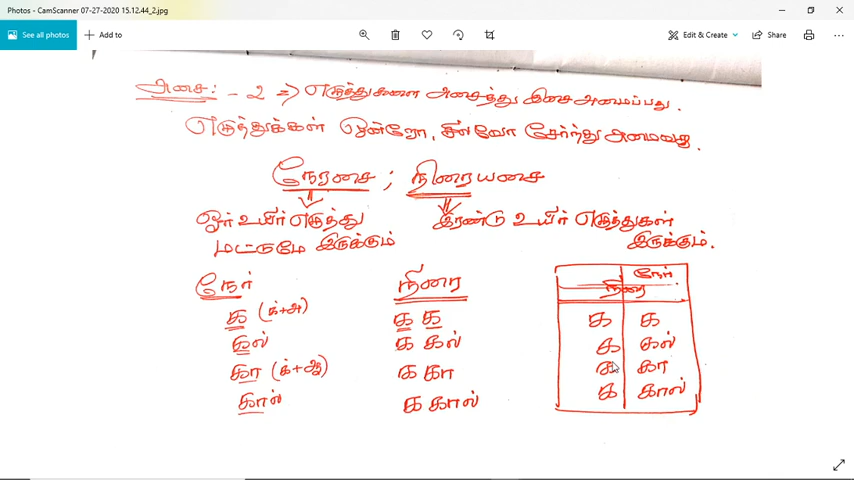 Photos - CamScanner 07-27-2020 15.12.44_2.jpg
See all photos + Add to Edit & Create Share
அசை: - 2 => எழுத்துகளை அசைத்து இசை அமைப்பது.
எழுத்துக்கள் ஒன்றோ, சிலவோ சேர்ந்து அமைவது.
நேரசை ; நிரையசை
ஓர் உயிர் எழுத்து இரண்டு உயிர் எழுத்துகள்
மட்டுமே இருக்கும் இருக்கும்.
நேர் நிரை நேர்
நிரை
க (க்+அ) க க க க
கல் க கல் க கல்
கா (க்+ஆ) க கா க கா
கால் க கால் க கால்